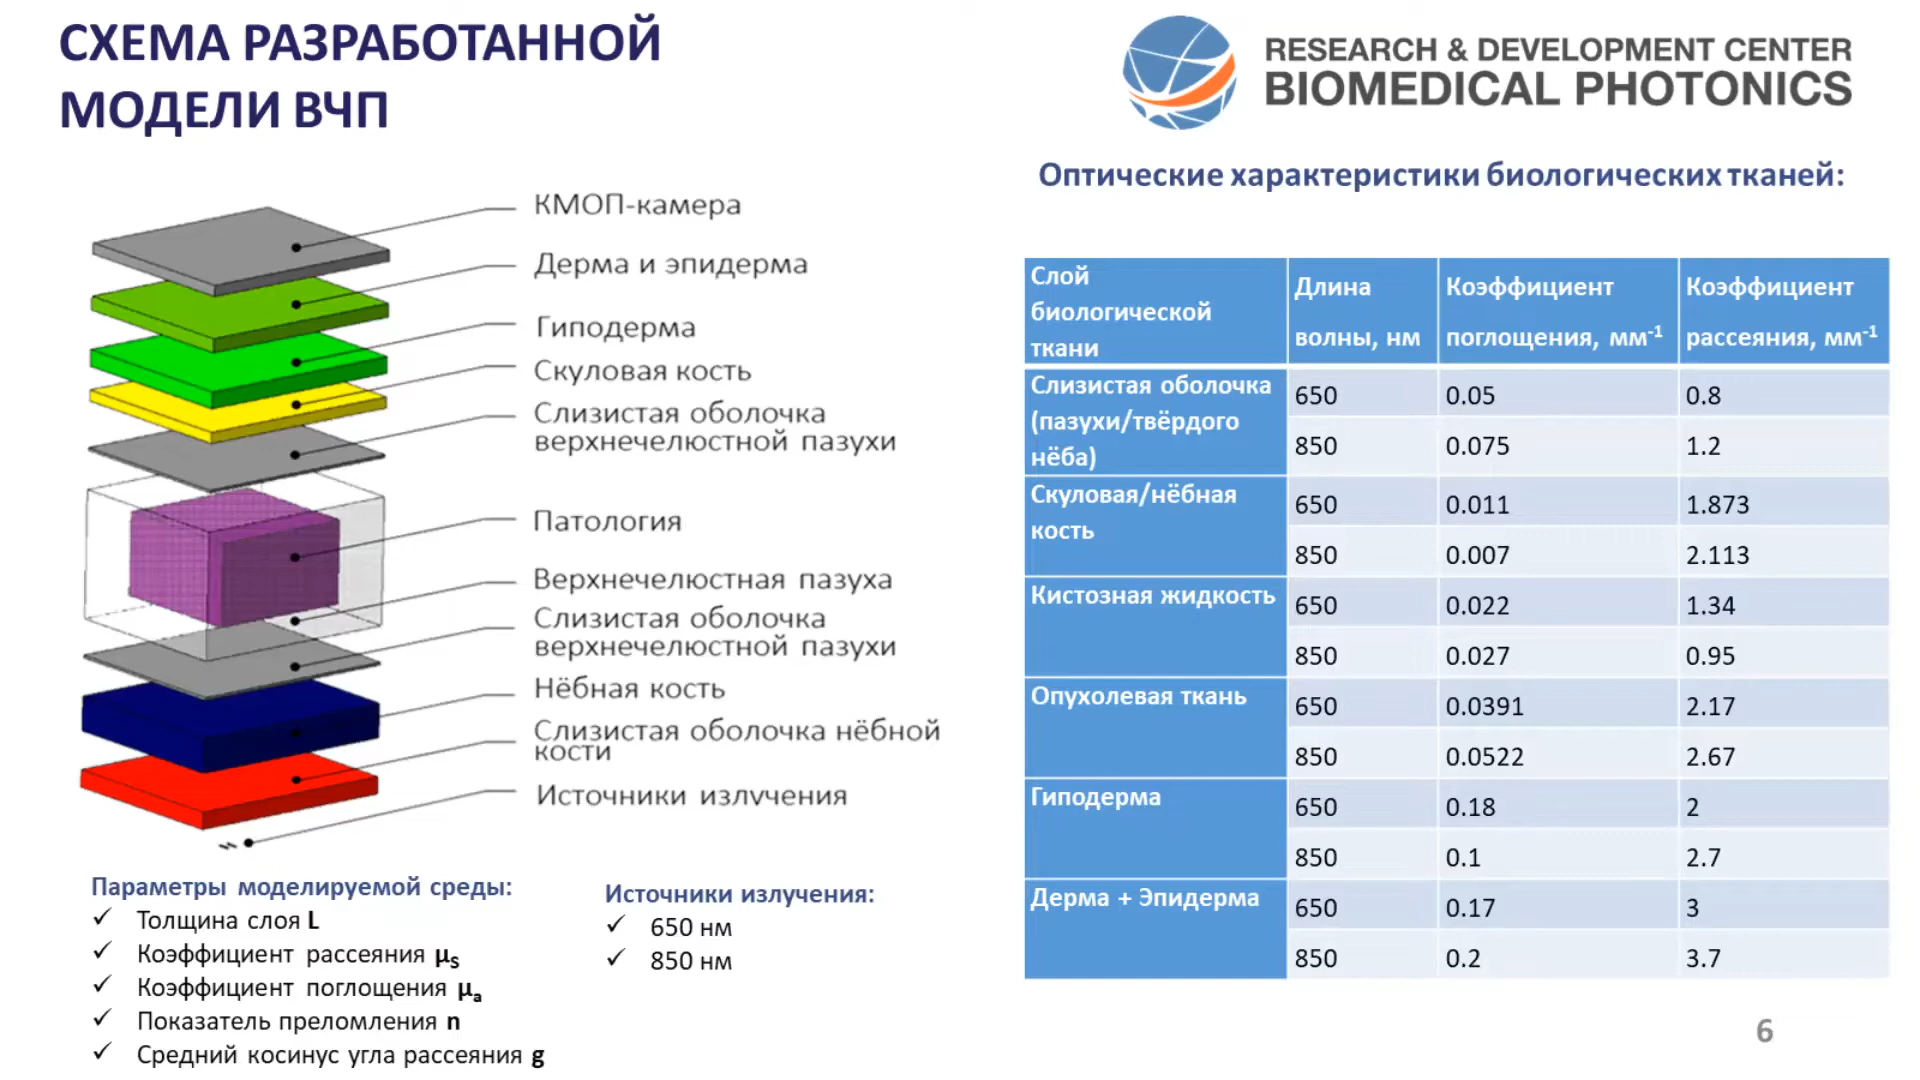 СХЕМА РАЗРАБОТАННОЙ
МОДЕЛИ ВЧП
RESEARCH & DEVELOPMENT CENTER
BIOMEDICAL PHOTONICS
КМОП-камера
Дерма и эпидерма
Гиподерма
Скуловая кость
Слизистая оболочка
верхнечелюстной пазухи
Патология
Верхнечелюстная пазуха
Слизистая оболочка
верхнечелюстной пазухи
Нёбная кость
Слизистая оболочка нёбной
кости
Источники излучения
Параметры моделируемой среды:
✓ Толщина слоя L
✓ Коэффициент рассеяния μS
✓ Коэффициент поглощения μa
✓ Показатель преломления n
✓ Средний косинус угла рассеяния g
Источники излучения:
✓ 650 нм
✓ 850 нм
Оптические характеристики биологических тканей:
Слой
биологической
ткани
Длина
волны, нм
Коэффициент
поглощения, мм-1
Коэффициент
рассеяния, мм-1
Слизистая оболочка
(пазухи/твёрдого
нёба)
650 0.05 0.8
850 0.075 1.2
Скуловая/нёбная
кость
650 0.011 1.873
850 0.007 2.113
Кистозная жидкость
650 0.022 1.34
850 0.027 0.95
Опухолевая ткань
650 0.0391 2.17
850 0.0522 2.67
Гиподерма
650 0.18 2
850 0.1 2.7
Дерма + Эпидерма
650 0.17 3
850 0.2 3.7
6